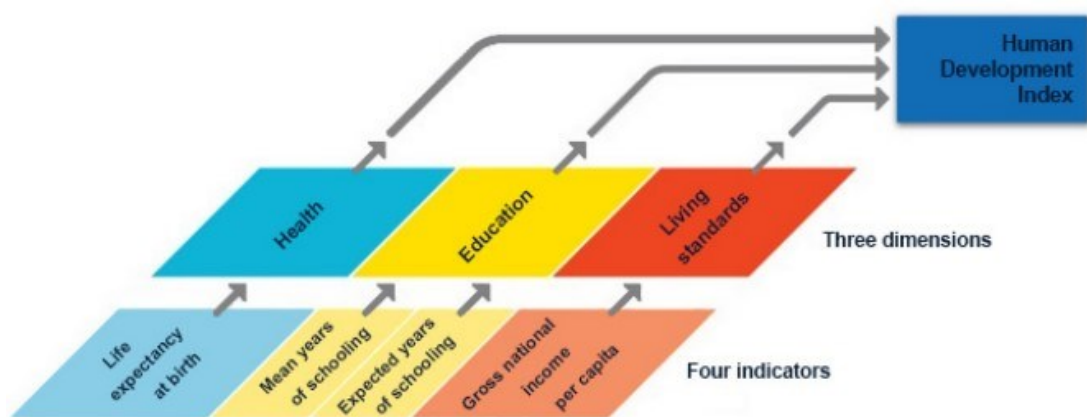 Human
Development
Index
Health
Education
Living
standards
Three dimensions
Life
expectancy
at birth
Mean years
of schooling
Expected years
of schooling
Gross national
income
per capita
Four indicators